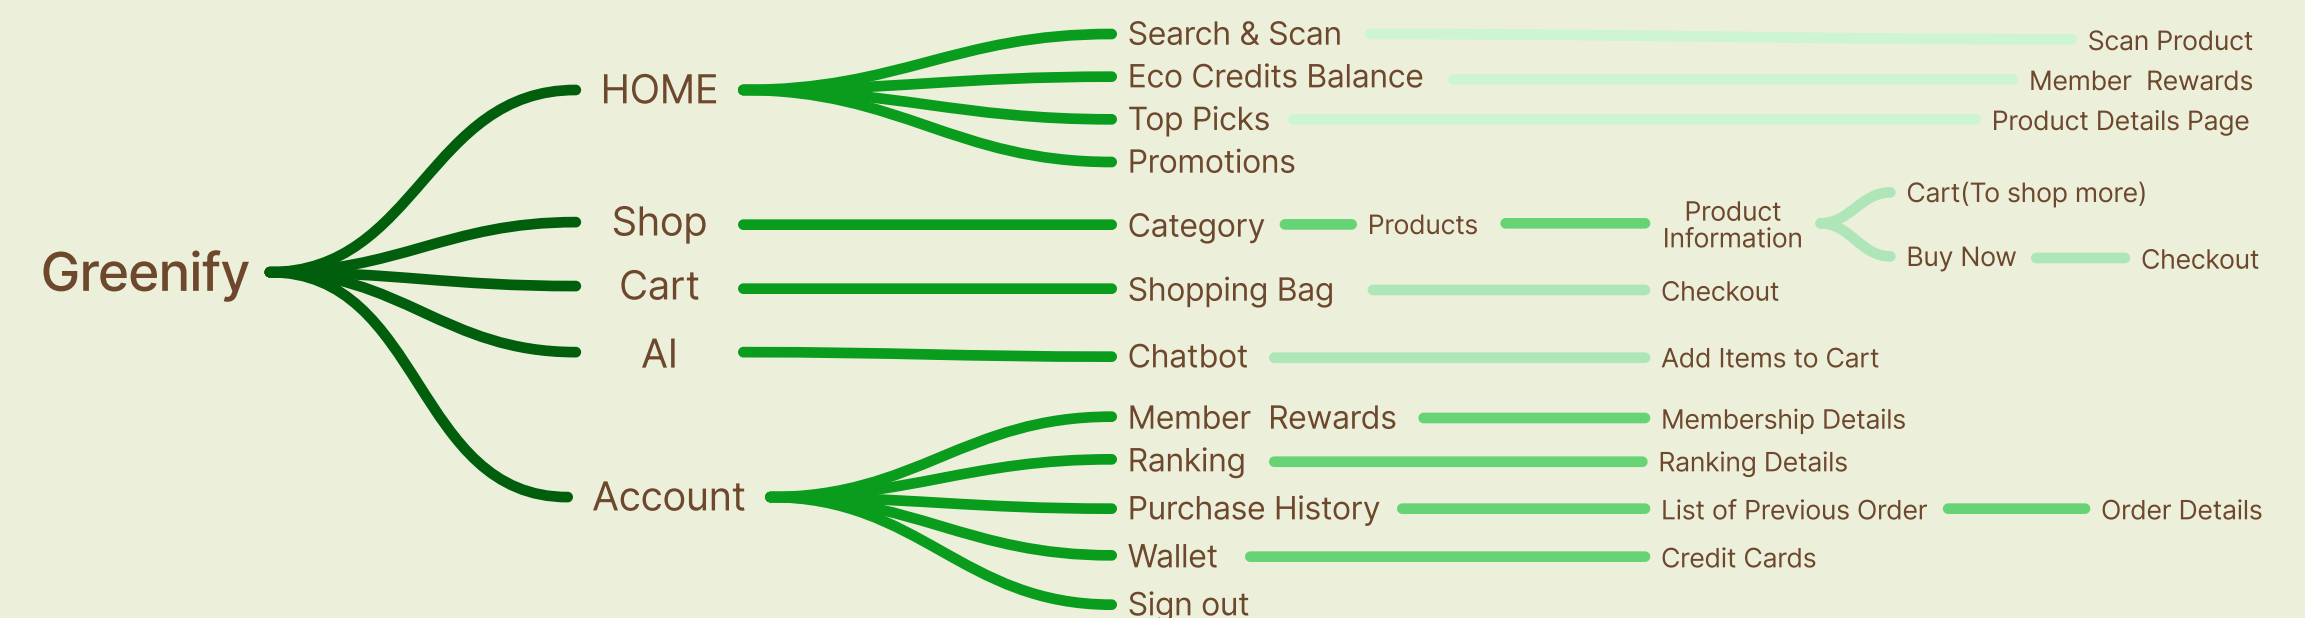 Greenify
HOME
Search & Scan
Scan Product
Eco Credits Balance
Member Rewards
Top Picks
Product Details Page
Promotions
Shop
Category
Products
Product
Information
Cart(To shop more)
Buy Now
Checkout
Cart
Shopping Bag
Checkout
AI
Chatbot
Add Items to Cart
Account
Member Rewards
Membership Details
Ranking
Ranking Details
Purchase History
List of Previous Order
Order Details
Wallet
Credit Cards
Sign out